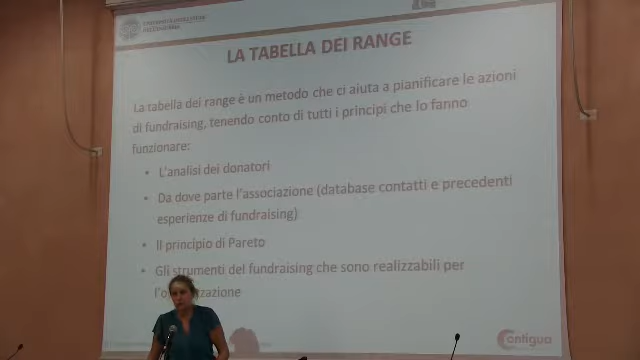 LA TABELLA DEI RANGE
La tabella dei range è un metodo che ci aiuta a pianificare le azioni
di fundraising, tenendo conto di tutti i principi che lo fanno
funzionare:
• L'analisi dei donatori
• Da dove parte l'associazione (database contatti e precedenti
esperienze di fundraising)
• Il principio di Pareto
• Gli strumenti del fundraising che sono realizzabili per
Contigua